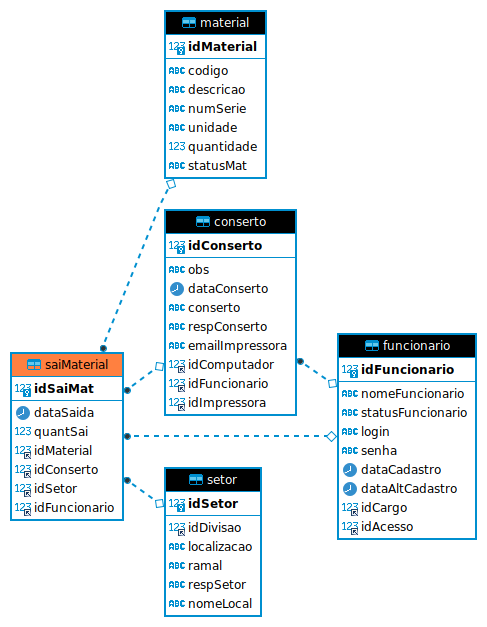 material
123 idMaterial
ABC codigo
ABC descricao
ABC numSerie
ABC unidade
123 quantidade
ABC statusMat
conserto
123 idConserto
ABC obs
dataConserto
ABC conserto
ABC respConserto
ABC emailImpressora
123 idComputador
123 idFuncionario
123 idImpressora
saiMaterial
123 idSaiMat
dataSaida
123 quantSai
123 idMaterial
123 idConserto
123 idSetor
123 idFuncionario
funcionario
123 idFuncionario
ABC nomeFuncionario
ABC statusFuncionario
ABC login
ABC senha
dataCadastro
dataAltCadastro
123 idCargo
123 idAcesso
setor
123 idSetor
123 idDivisao
ABC localizacao
ABC ramal
ABC respSetor
ABC nomeLocal